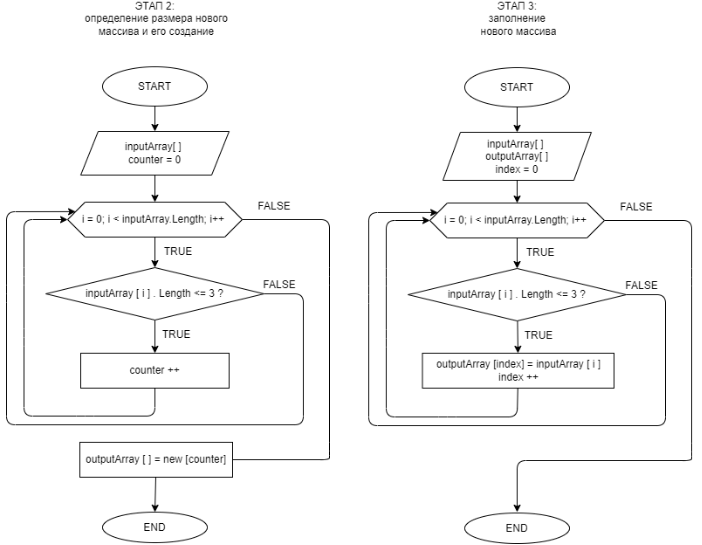 ЭТАП 2:
определение размера нового
массива и его создание
START
inputArray[ ]
counter = 0
i = 0; i < inputArray.Length; i++
FALSE
TRUE
inputArray [ i ] . Length <= 3 ?
FALSE
TRUE
counter ++
outputArray [ ] = new [counter]
END
ЭТАП 3:
заполнение
нового массива
START
inputArray[ ]
outputArray[ ]
index = 0
i = 0; i < inputArray.Length; i++
FALSE
TRUE
inputArray [ i ] . Length <= 3 ?
FALSE
TRUE
outputArray [index] = inputArray [ i ]
index ++
END